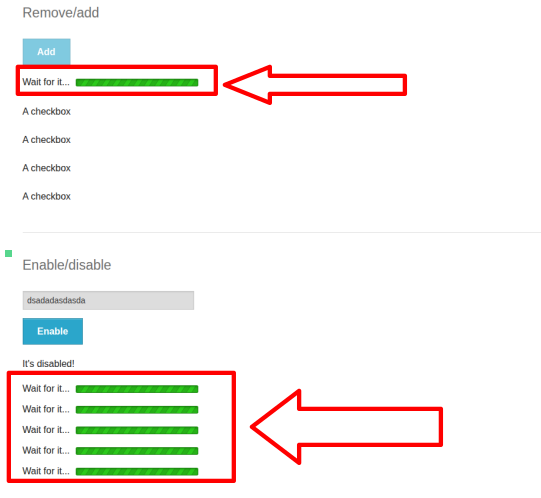 Remove/add
Add
Wait for it...
A checkbox
A checkbox
A checkbox
A checkbox
Enable/disable
dsadadasdasda
Enable
It's disabled!
Wait for it...
Wait for it...
Wait for it...
Wait for it...
Wait for it...